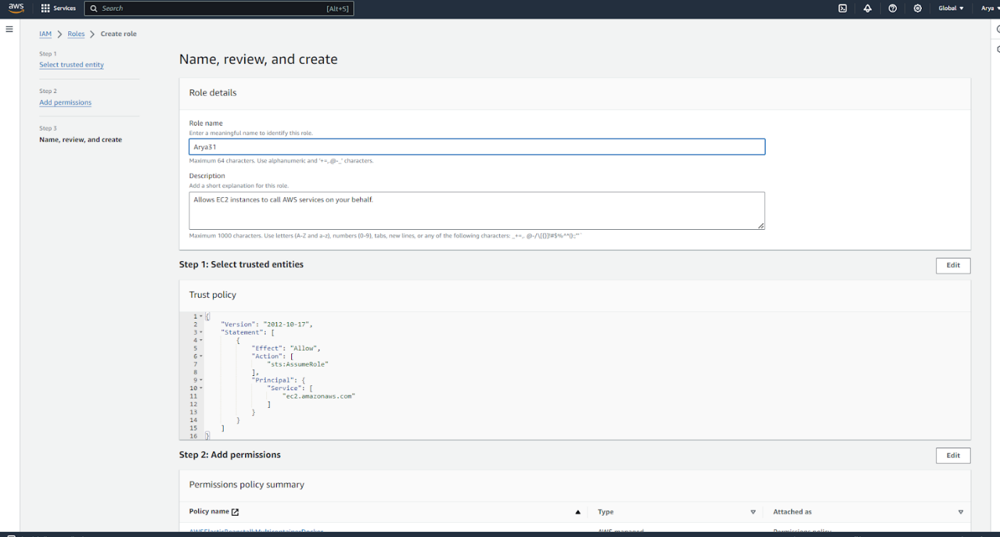 aws Services Search [Alt+S] Global Arya
IAM Roles Create role
Step 1
Select trusted entity
Step 2
Add permissions
Step 3
Name, review, and create
Name, review, and create
Role details
Role name
Enter a meaningful name to identify this role.
Arya31
Maximum 64 characters. Use alphanumeric and '+=,.@-_' characters.
Description
Add a short explanation for this role.
Allows EC2 instances to call AWS services on your behalf.
Maximum 1000 characters. Use letters (A-Z and a-z), numbers (0-9), tabs, new lines, or any of the following characters: _+=,. @-/\[{}]!#$%^^();:"'`
Step 1: Select trusted entities
Edit
Trust policy
1 {
2 "Version": "2012-10-17",
3 "Statement": [
4 {
5 "Effect": "Allow",
6 "Action": [
7 "sts:AssumeRole"
8 ],
9 "Principal": {
10 "Service": [
11 "ec2.amazonaws.com"
12 ]
13 }
14 }
15 ]
16 }
Step 2: Add permissions
Edit
Permissions policy summary
Policy name Type Attached as
AWSElasticBeanstalkMulticontainerDocker AWS managed Permissions policy